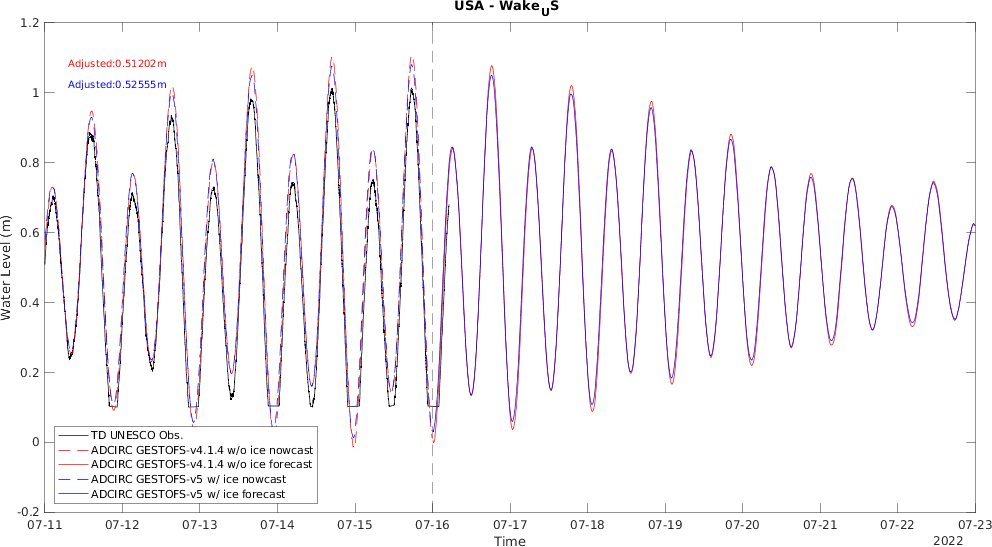 USA - Wake_US
Adjusted:0.51202m
Adjusted:0.52555m
1.2
1
0.8
0.6
0.4
0.2
0
-0.2
Water Level (m)
TD UNESCO Obs.
ADCIRC GESTOFS-v4.1.4 w/o ice nowcast
ADCIRC GESTOFS-v4.1.4 w/o ice forecast
ADCIRC GESTOFS-v5 w/ ice nowcast
ADCIRC GESTOFS-v5 w/ ice forecast
07-11 07-12 07-13 07-14 07-15 07-16 07-17 07-18 07-19 07-20 07-21 07-22 07-23
Time
2022